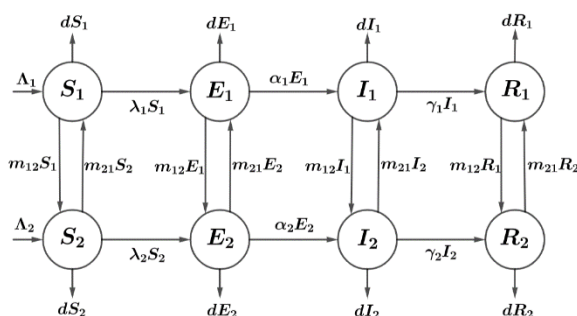 dS₁ dE₁ dI₁ dR₁
Λ₁ S₁ λ₁S₁ E₁ α₁E₁ I₁ γ₁I₁ R₁
m₁₂S₁ m₂₁S₂ m₁₂E₁ m₂₁E₂ m₁₂I₁ m₂₁I₂ m₁₂R₁ m₂₁R₂
Λ₂ S₂ λ₂S₂ E₂ α₂E₂ I₂ γ₂I₂ R₂
dS₂ dE₂ dI₂ dR₂